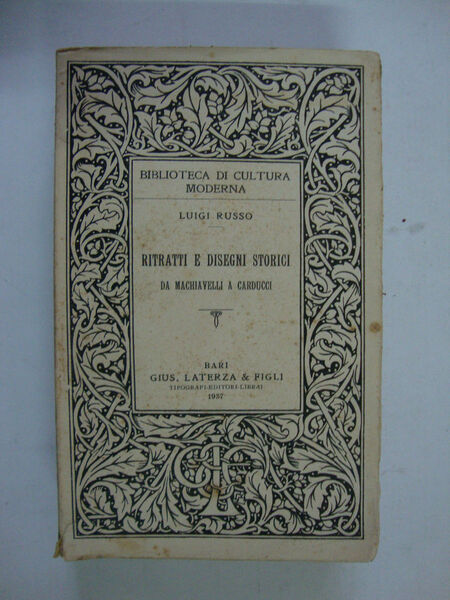 BIBLIOTECA DI CULTURA
MODERNA
LUIGI RUSSO
RITRATTI E DISEGNI STORICI
DA MACHIAVELLI A CARDUCCI
BARI
GIUS. LATERZA & FIGLI
TIPOGRAFI-EDITORI-LIBRAI
1937